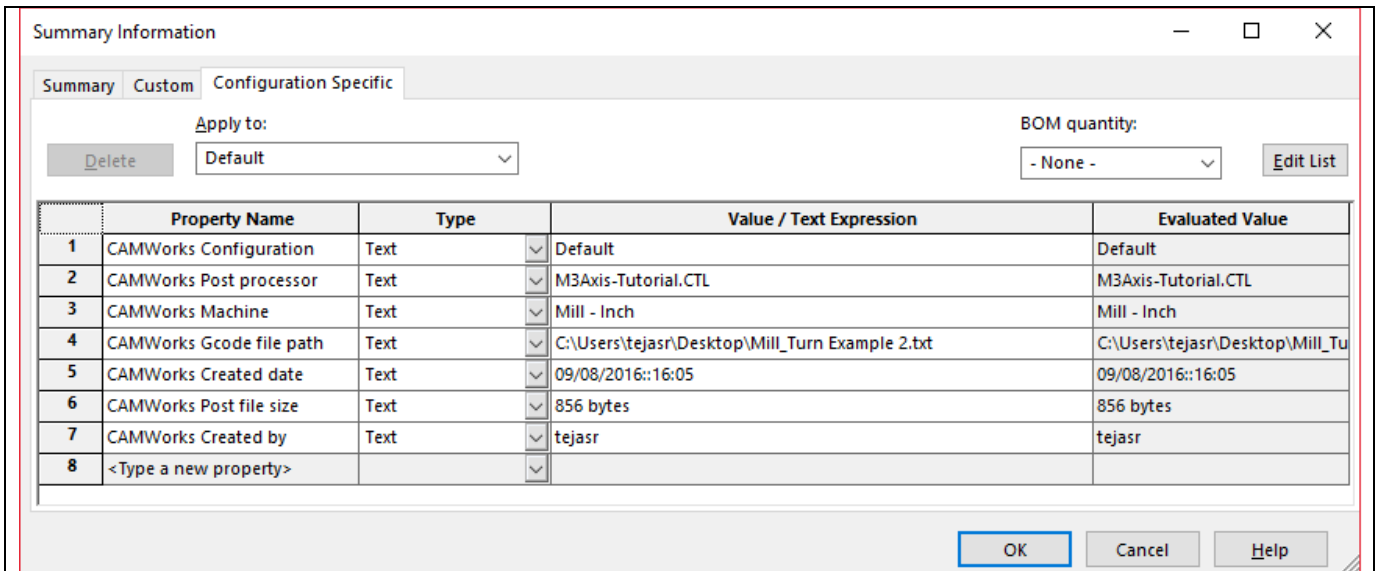 Summary Information
Summary Custom Configuration Specific
Apply to: BOM quantity:
Delete Default - None - Edit List
Property Name Type Value / Text Expression Evaluated Value
1 CAMWorks Configuration Text Default Default
2 CAMWorks Post processor Text M3Axis-Tutorial.CTL M3Axis-Tutorial.CTL
3 CAMWorks Machine Text Mill - Inch Mill - Inch
4 CAMWorks Gcode file path Text C:\Users\tejasr\Desktop\Mill_Turn Example 2.txt C:\Users\tejasr\Desktop\Mill_Tu
5 CAMWorks Created date Text 09/08/2016::16:05 09/08/2016::16:05
6 CAMWorks Post file size Text 856 bytes 856 bytes
7 CAMWorks Created by Text tejasr tejasr
8 <Type a new property>
OK Cancel Help